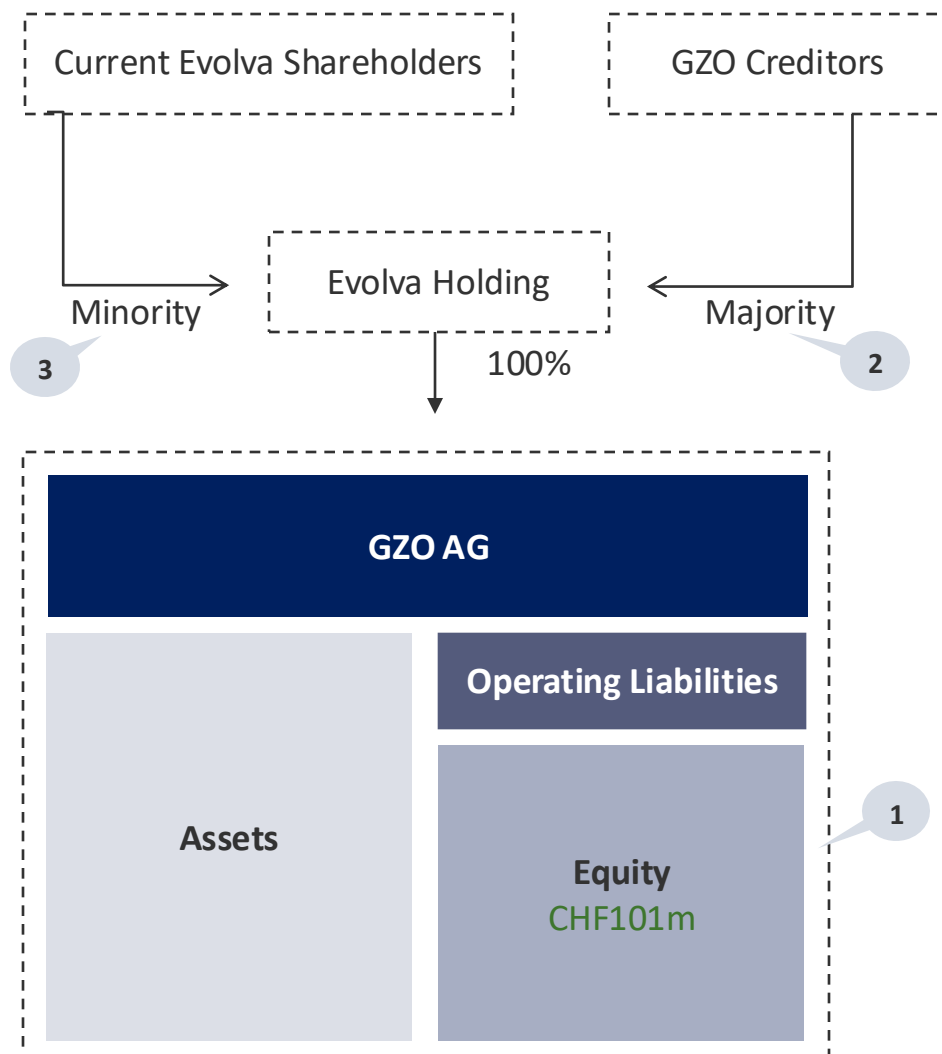 Current Evolva Shareholders
GZO Creditors
Evolva Holding
Minority
Majority
3
2
100%
GZO AG
Operating Liabilities
Assets
1
Equity
CHF101m